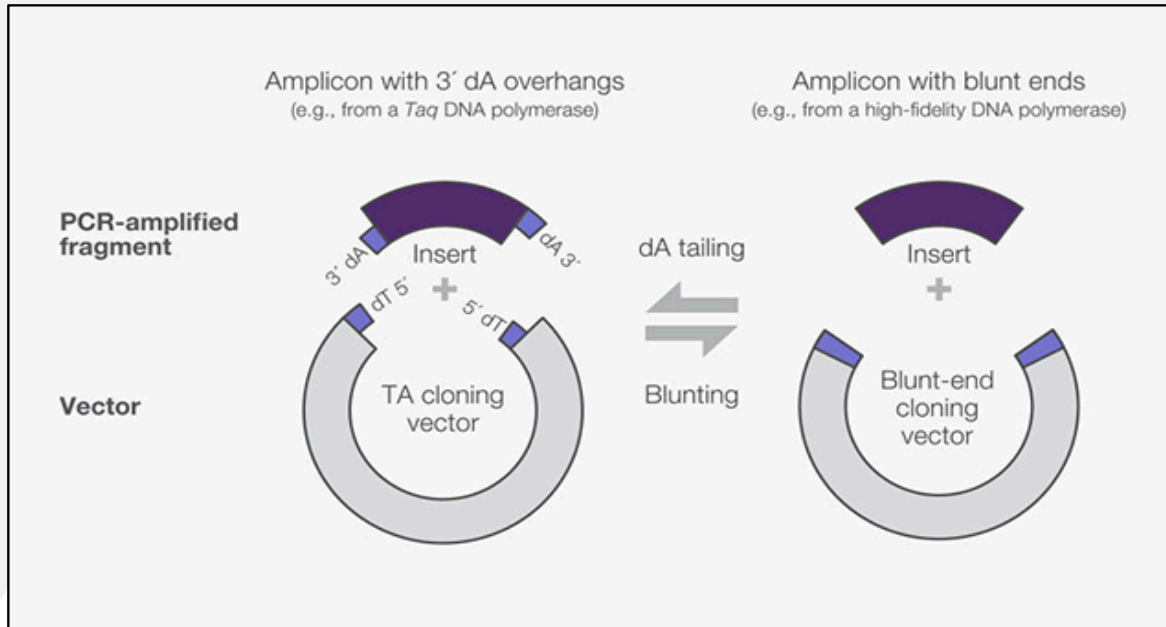 Amplicon with 3´ dA overhangs
(e.g., from a Taq DNA polymerase)
Amplicon with blunt ends
(e.g., from a high-fidelity DNA polymerase)
PCR-amplified
fragment
3´ dA
Insert
dA 3´
dA tailing
Insert
dT 5´
5´ dT
Vector
TA cloning
vector
Blunting
Blunt-end
cloning
vector